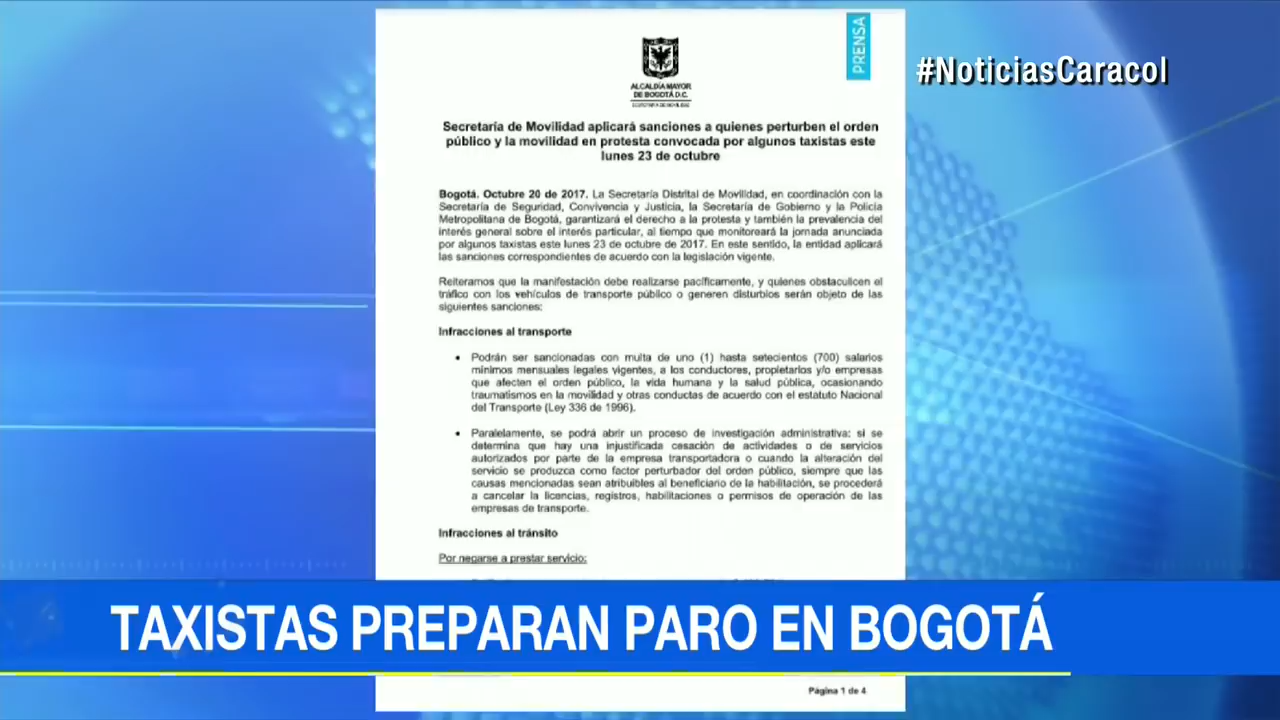 PRENSA
#NoticiasCaracol
ALCALDÍA MAYOR
DE BOGOTÁ D.C.
SECRETARÍA DE MOVILIDAD
Secretaría de Movilidad aplicará sanciones a quienes perturben el orden
público y la movilidad en protesta convocada por algunos taxistas este
lunes 23 de octubre
Bogotá, Octubre 20 de 2017. La Secretaría Distrital de Movilidad, en coordinación con la
Secretaría de Seguridad, Convivencia y Justicia, la Secretaría de Gobierno y la Policía
Metropolitana de Bogotá, garantizará el derecho a la protesta y también la prevalencia del
interés general sobre el interés particular, al tiempo que monitoreará la jornada anunciada
por algunos taxistas este lunes 23 de octubre de 2017. En este sentido, la entidad aplicará
las sanciones correspondientes de acuerdo con la legislación vigente.
Reiteramos que la manifestación debe realizarse pacíficamente, y quienes obstaculicen el
tráfico con los vehículos de transporte público o generen disturbios serán objeto de las
siguientes sanciones:
Infracciones al transporte
• Podrán ser sancionadas con multa de uno (1) hasta setecientos (700) salarios
mínimos mensuales legales vigentes, a los conductores, propietarios y/o empresas
que afecten el orden público, la vida humana y la salud pública, ocasionando
traumatismos en la movilidad y otras conductas de acuerdo con el estatuto Nacional
del Transporte (Ley 336 de 1996).
• Paralelamente, se podrá abrir un proceso de investigación administrativa: si se
determina que hay una injustificada cesación de actividades o de servicios
autorizados por parte de la empresa transportadora o cuando la alteración del
servicio se produzca como factor perturbador del orden público, siempre que las
causas mencionadas sean atribuibles al beneficiario de la habilitación, se procederá
a cancelar la licencias, registros, habilitaciones o permisos de operación de las
empresas de transporte.
Infracciones al tránsito
Por negarse a prestar servicio:
TAXISTAS PREPARAN PARO EN BOGOTÁ
Página 1 de 4